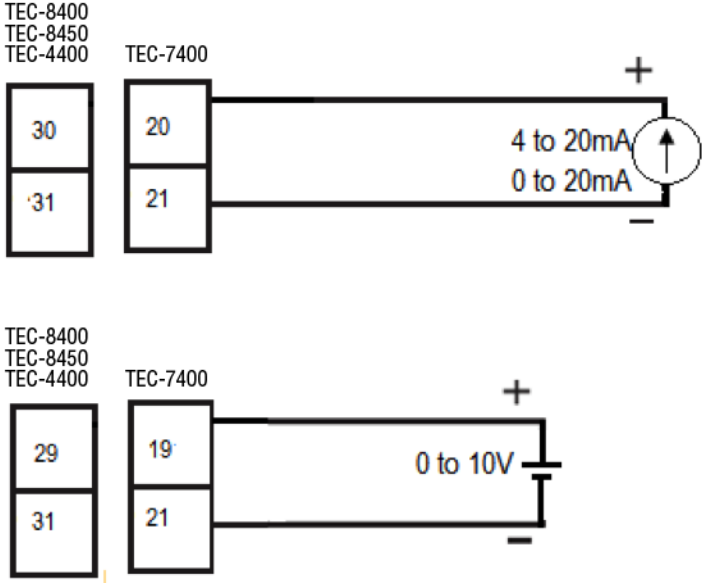 TEC-8400
TEC-8450
TEC-4400 TEC-7400
+
30 20
4 to 20mA
0 to 20mA
31 21
−
TEC-8400
TEC-8450
TEC-4400 TEC-7400
+
29 19
0 to 10V
31 21
−